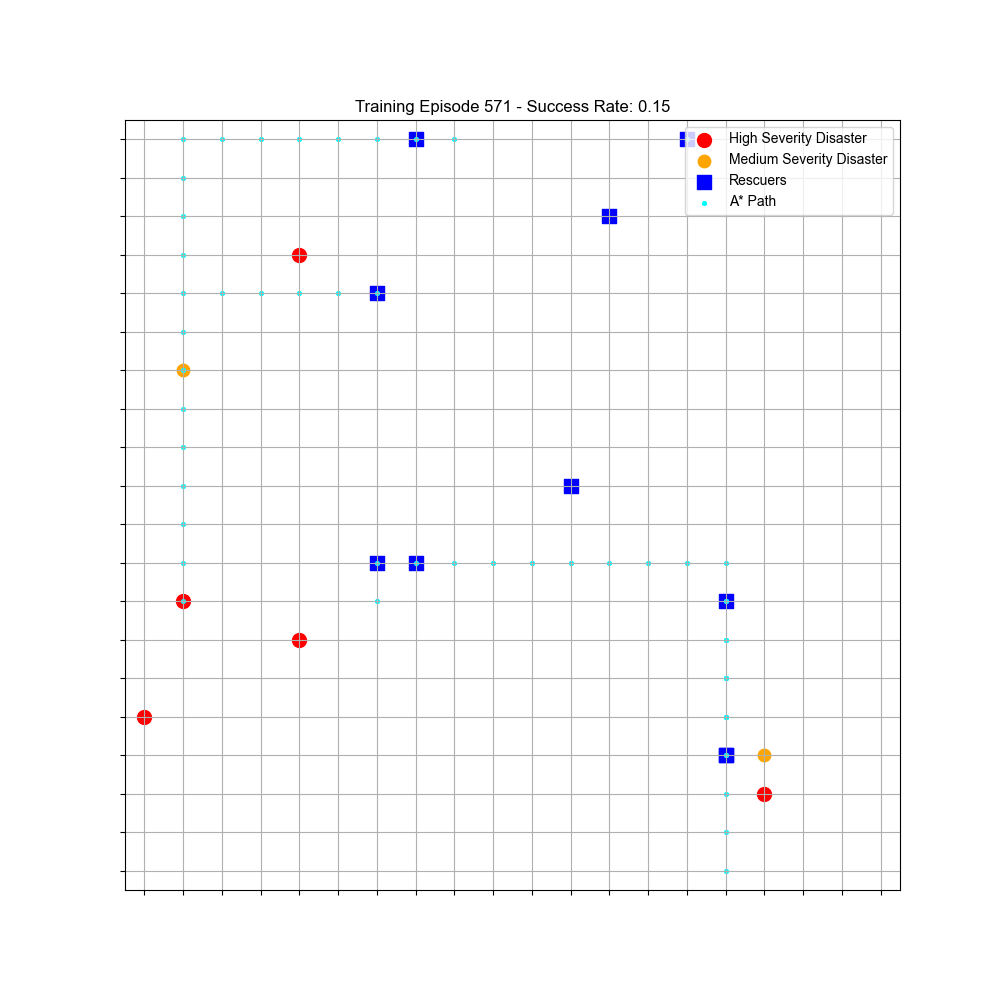 Training Episode 571 - Success Rate: 0.15
High Severity Disaster
Medium Severity Disaster
Rescuers
A* Path